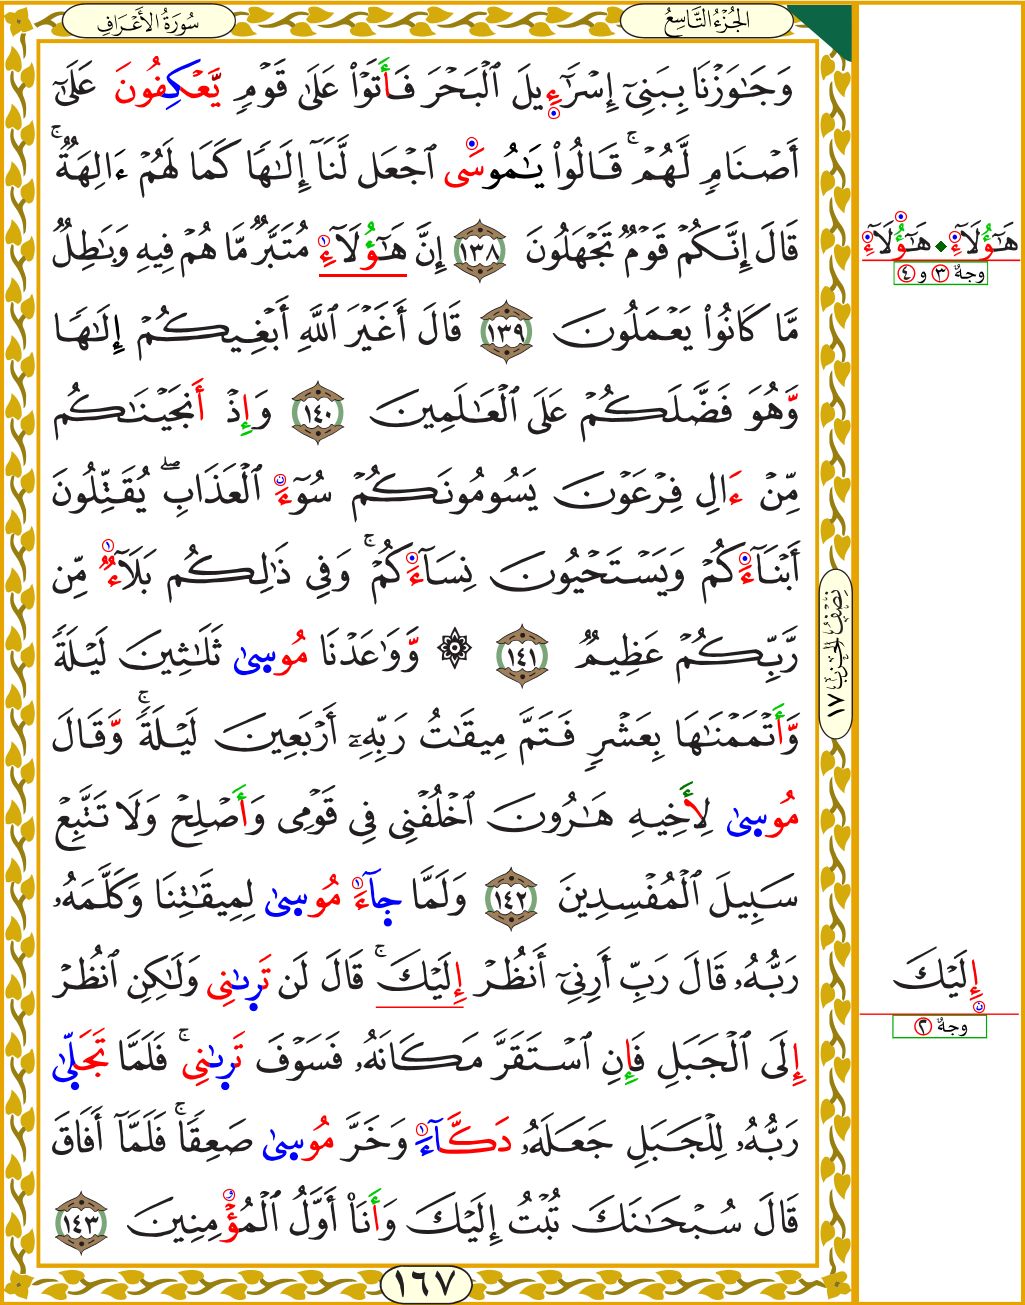 سُورَةُ الأَعْرَافِ
الجُزْءُ التَّاسِعُ
وَجَٰوَزْنَا بِبَنِىٓ إِسْرَٰٓءِيلَ ٱلْبَحْرَ فَأَتَوْا۟ عَلَىٰ قَوْمٍ يَّعْكِفُونَ عَلَىٰٓ
أَصْنَامٍ لَّهُمْ ۚ قَالُوا۟ يَٰمُوسَى ٱجْعَل لَّنَآ إِلَٰهًا كَمَا لَهُمْ ءَالِهَةٌ ۚ
قَالَ إِنَّكُمْ قَوْمٌ تَجْهَلُونَ ١٣٨ إِنَّ هَٰٓؤُلَآءِ مُتَبَّرٌ مَّا هُمْ فِيهِ وَبَٰطِلٌ
مَّا كَانُوا۟ يَعْمَلُونَ ١٣٩ قَالَ أَغَيْرَ ٱللَّهِ أَبْغِيكُمْ إِلَٰهًا
وَّهُوَ فَضَّلَكُمْ عَلَى ٱلْعَٰلَمِينَ ١٤٠ وَإِذْ أَنجَيْنَٰكُم
مِّنْ ءَالِ فِرْعَوْنَ يَسُومُونَكُمْ سُوٓءَ ٱلْعَذَابِ ۖ يُقَتِّلُونَ
أَبْنَآءَكُمْ وَيَسْتَحْيُونَ نِسَآءَكُمْ ۚ وَفِى ذَٰلِكُم بَلَآءٌ مِّن
رَّبِّكُمْ عَظِيمٌ ١٤١ ۞ وَّوَٰعَدْنَا مُوسِىٰ ثَلَٰثِينَ لَيْلَةً
وَّأَتْمَمْنَٰهَا بِعَشْرٍ فَتَمَّ مِيقَٰتُ رَبِّهِۦٓ أَرْبَعِينَ لَيْلَةً ۚ وَّقَالَ
مُوسِىٰ لِأَخِيهِ هَٰرُونَ ٱخْلُفْنِى فِى قَوْمِى وَأَصْلِحْ وَلَا تَتَّبِعْ
سَبِيلَ ٱلْمُفْسِدِينَ ١٤٢ وَلَمَّا جِآءَ مُوسِىٰ لِمِيقَٰتِنَا وَكَلَّمَهُۥ
رَبُّهُۥ قَالَ رَبِّ أَرِنِىٓ أَنظُرْ إِلَيْكَ ۚ قَالَ لَن تَرِىٰنِى وَلَٰكِنِ ٱنظُرْ
إِلَى ٱلْجَبَلِ فَإِنِ ٱسْتَقَرَّ مَكَانَهُۥ فَسَوْفَ تَرِىٰنِى ۚ فَلَمَّا تَجَلِّىٰ
رَبُّهُۥ لِلْجَبَلِ جَعَلَهُۥ دَكَّآءَ وَخَرَّ مُوسِىٰ صَعِقًا ۚ فَلَمَّآ أَفَاقَ
قَالَ سُبْحَٰنَكَ تُبْتُ إِلَيْكَ وَأَنَا۠ أَوَّلُ ٱلْمُؤْمِنِينَ ١٤٣
١٦٧
نِصْفُ الحِزْبِ ١٧
هَٰٓؤُلَآءِ ◆ هَٰٓؤُلَآءِ
وجهٌ ٣ و ٤
إِلَيْكَ
وجهٌ ٢